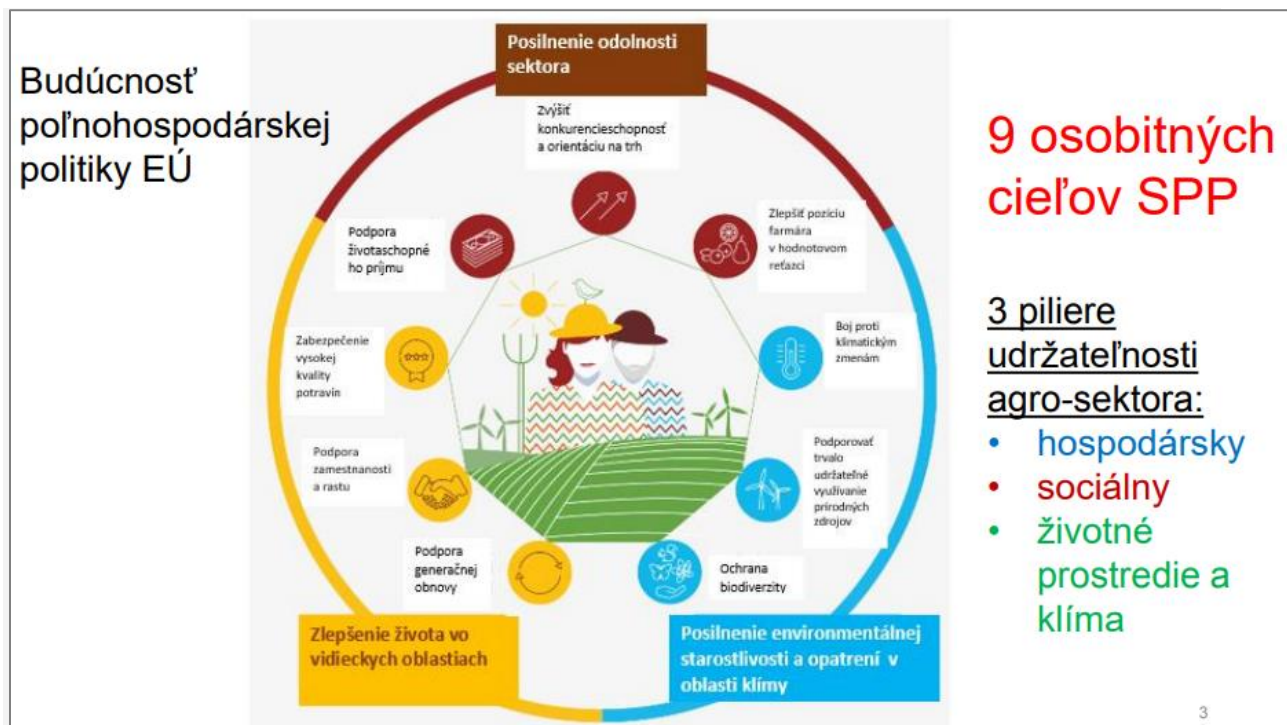 Budúcnosť
poľnohospodárskej
politiky EÚ
Posilnenie odolnosti
sektora
Zvýšiť
konkurencieschopnosť
a orientáciu na trh
Zlepšiť pozíciu
farmára
v hodnotovom
reťazci
Boj proti
klimatickým
zmenám
Podporovať
trvalo
udržateľné
využívanie
prírodných
zdrojov
Ochrana
biodiverzity
Posilnenie environmentálnej
starostlivosti a opatrení v
oblasti klímy
Podpora
životaschopné
ho príjmu
Zabezpečenie
vysokej
kvality
potravín
Podpora
zamestnanosti
a rastu
Podpora
generačnej
obnovy
Zlepšenie života vo
vidieckych oblastiach
9 osobitných
cieľov SPP
3 piliere
udržateľnosti
agro-sektora:
• hospodársky
• sociálny
• životné
prostredie a
klíma
3